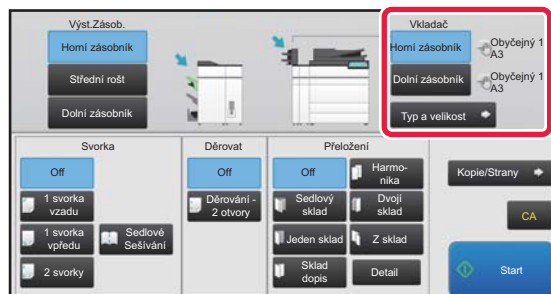 Výst.Zásob.
Horní zásobník
Střední rošt
Dolní zásobník
Vkladač
Horní zásobník
Obyčejný 1
A3
Dolní zásobník
Obyčejný 1
A3
Typ a velikost
Svorka
Off
1 svorka
vzadu
1 svorka
vpředu
2 svorky
Sedlové
Sešívání
Děrovat
Off
Děrování -
2 otvory
Přeložení
Off
Harmo-
nika
Sedlový
sklad
Dvojí
sklad
Jeden sklad
Z sklad
Sklad
dopis
Detail
Kopie/Strany
CA
Start